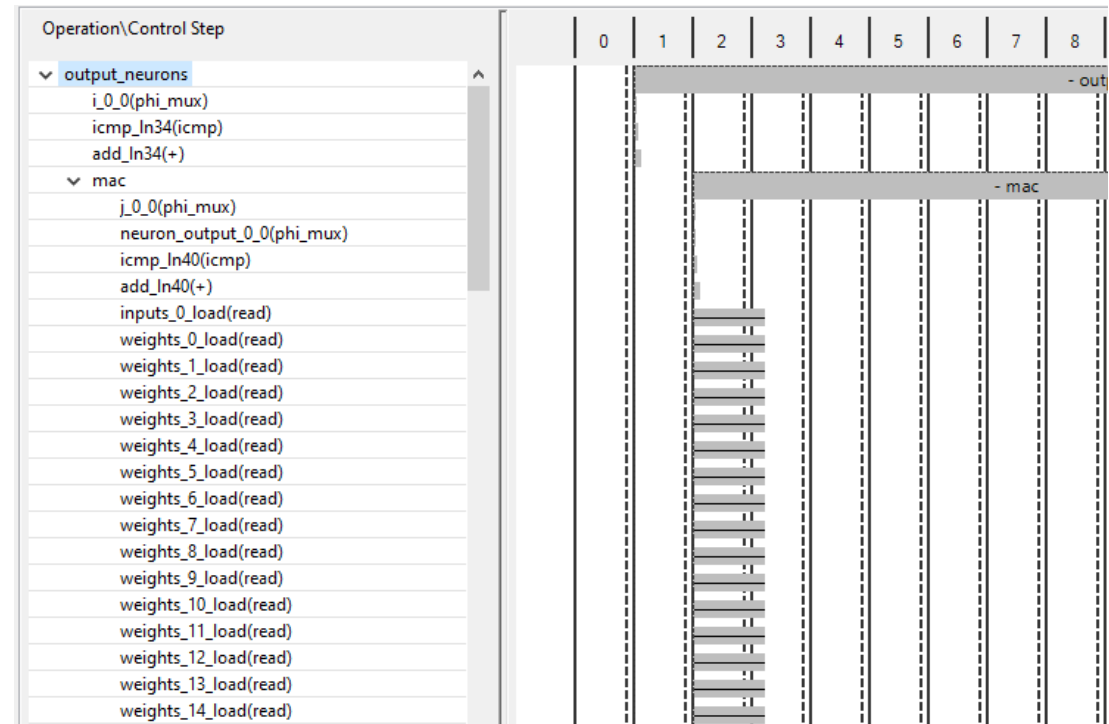 Operation\Control Step
0 1 2 3 4 5 6 7 8
output_neurons
- out
i_0_0(phi_mux)
icmp_ln34(icmp)
add_ln34(+)
mac
- mac
j_0_0(phi_mux)
neuron_output_0_0(phi_mux)
icmp_ln40(icmp)
add_ln40(+)
inputs_0_load(read)
weights_0_load(read)
weights_1_load(read)
weights_2_load(read)
weights_3_load(read)
weights_4_load(read)
weights_5_load(read)
weights_6_load(read)
weights_7_load(read)
weights_8_load(read)
weights_9_load(read)
weights_10_load(read)
weights_11_load(read)
weights_12_load(read)
weights_13_load(read)
weights_14_load(read)